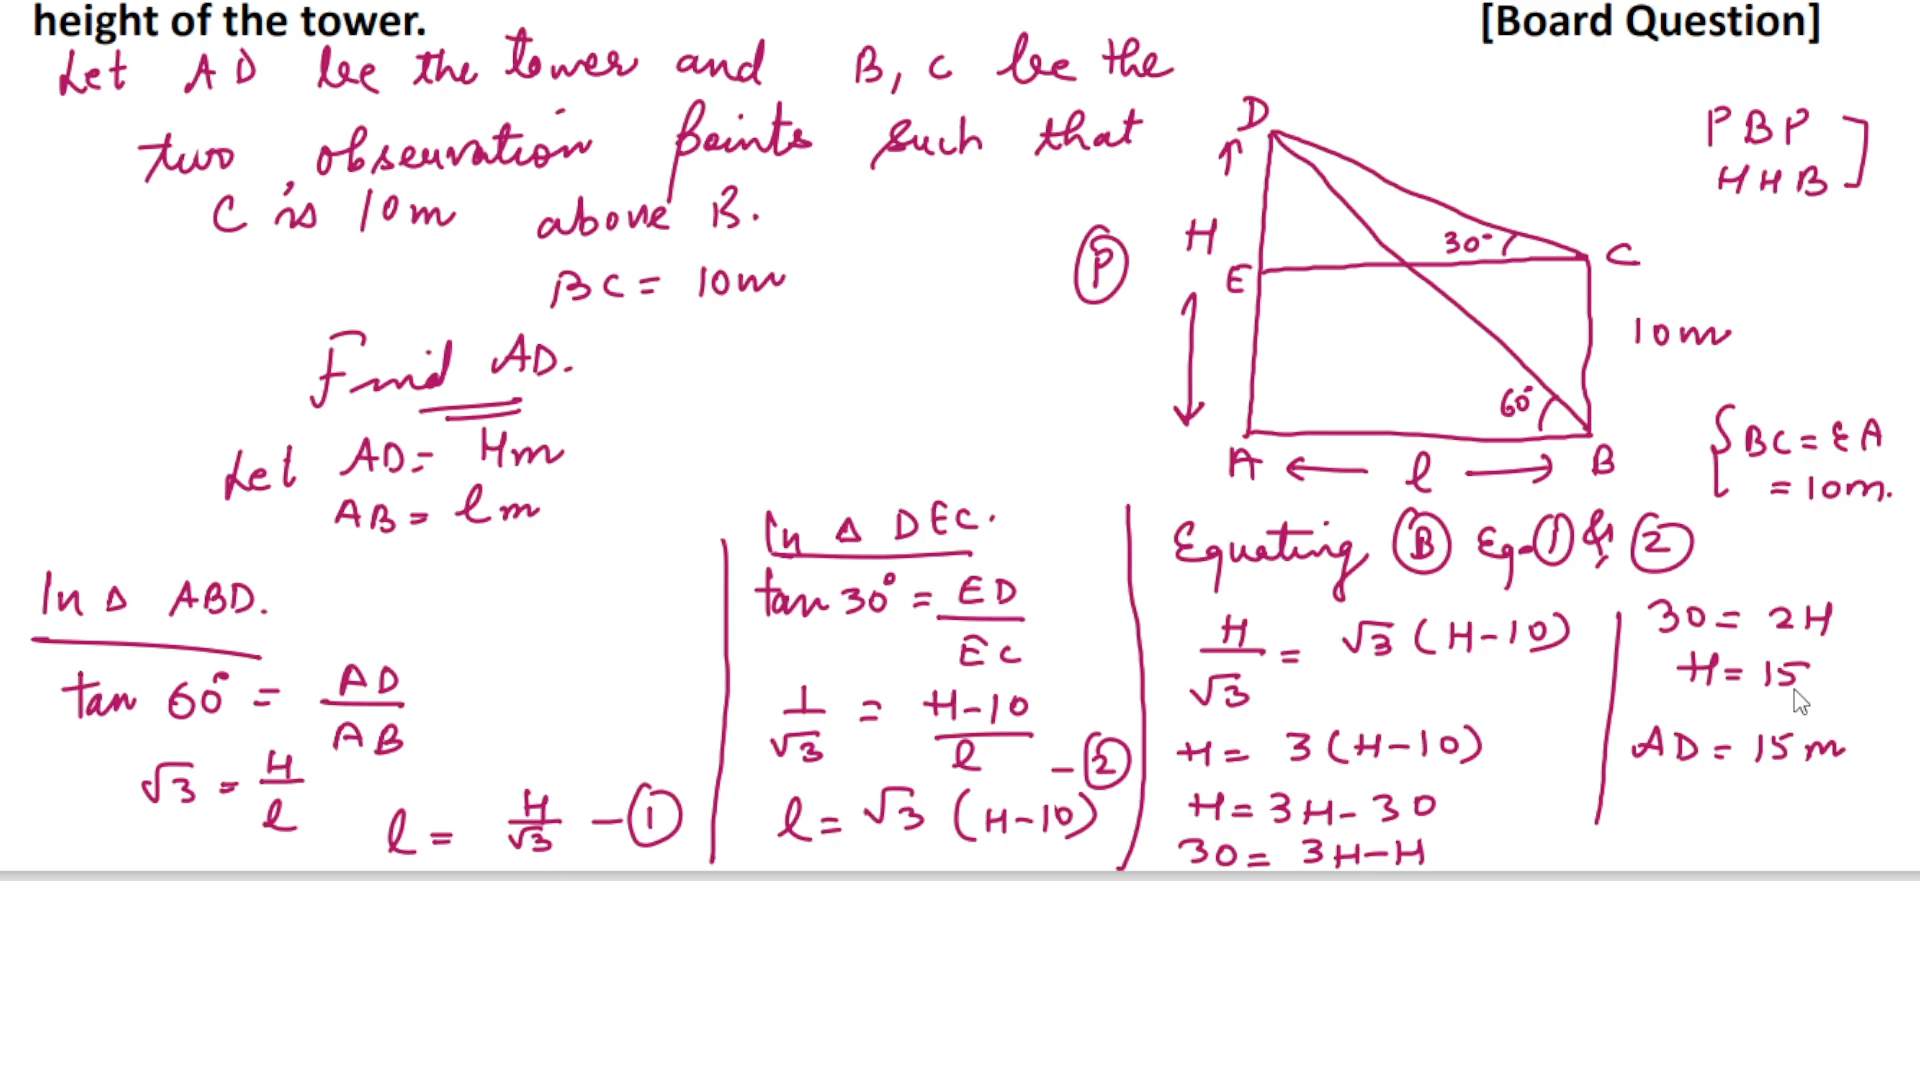 height of the tower.
[Board Question]
Let AD be the tower and B, C be the
two observation points such that
C is 10m above B.
BC = 10m
Find AD.
Let AD = Hm
AB = lm
D
PBP
HHB
H
P
E
30°
C
10m
60°
A
l
B
BC = EA
= 10m.
In Δ ABD.
tan 60° = AD/AB
√3 = H/l
l = H/√3 - ①
In Δ DEC.
tan 30° = ED/EC
1/√3 = H-10/l
- ②
l = √3 (H-10)
Equating Ⓑ Eq-① & ②
H/√3 = √3 (H-10)
H = 3 (H-10)
H = 3H - 30
30 = 3H-H
30 = 2H
H = 15
AD = 15 m